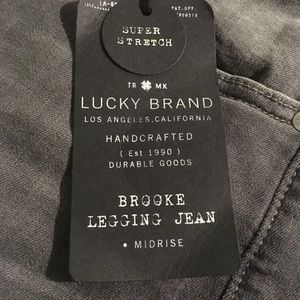 SUPER
STRETCH
TR MK
LUCKY BRAND
LOS ANGELES, CALIFORNIA
HANDCRAFTED
( Est 1990 )
DURABLE GOODS
BROOKE
LEGGING JEAN
• MIDRISE